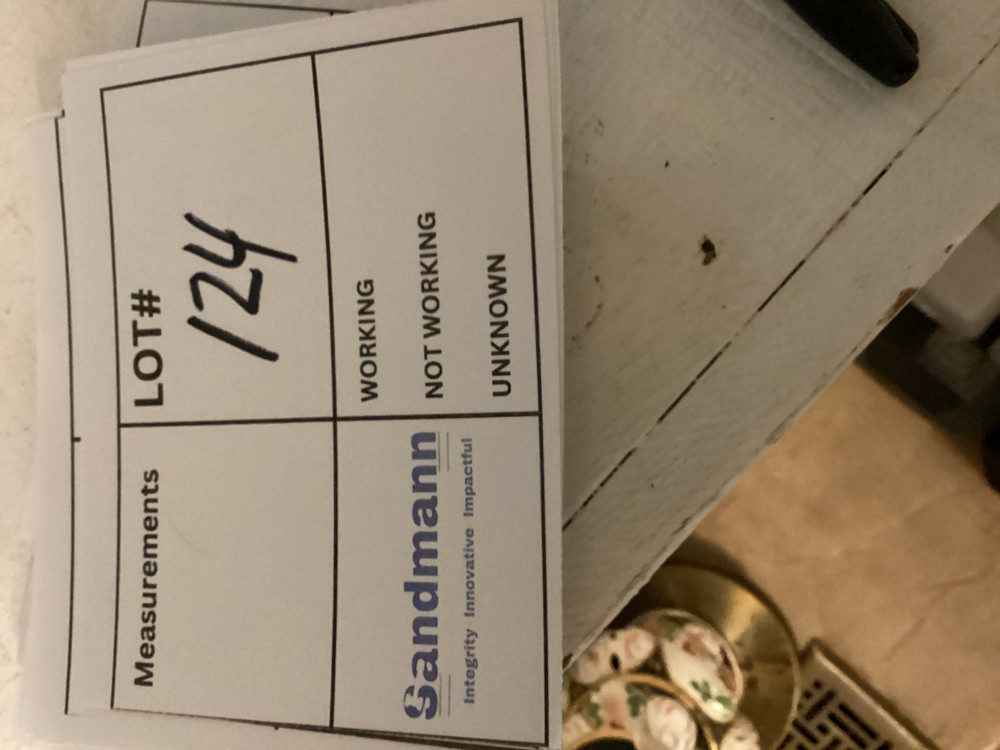 Measurements
LOT#
124
Sandmann
Integrity Innovative Impactful
WORKING
NOT WORKING
UNKNOWN